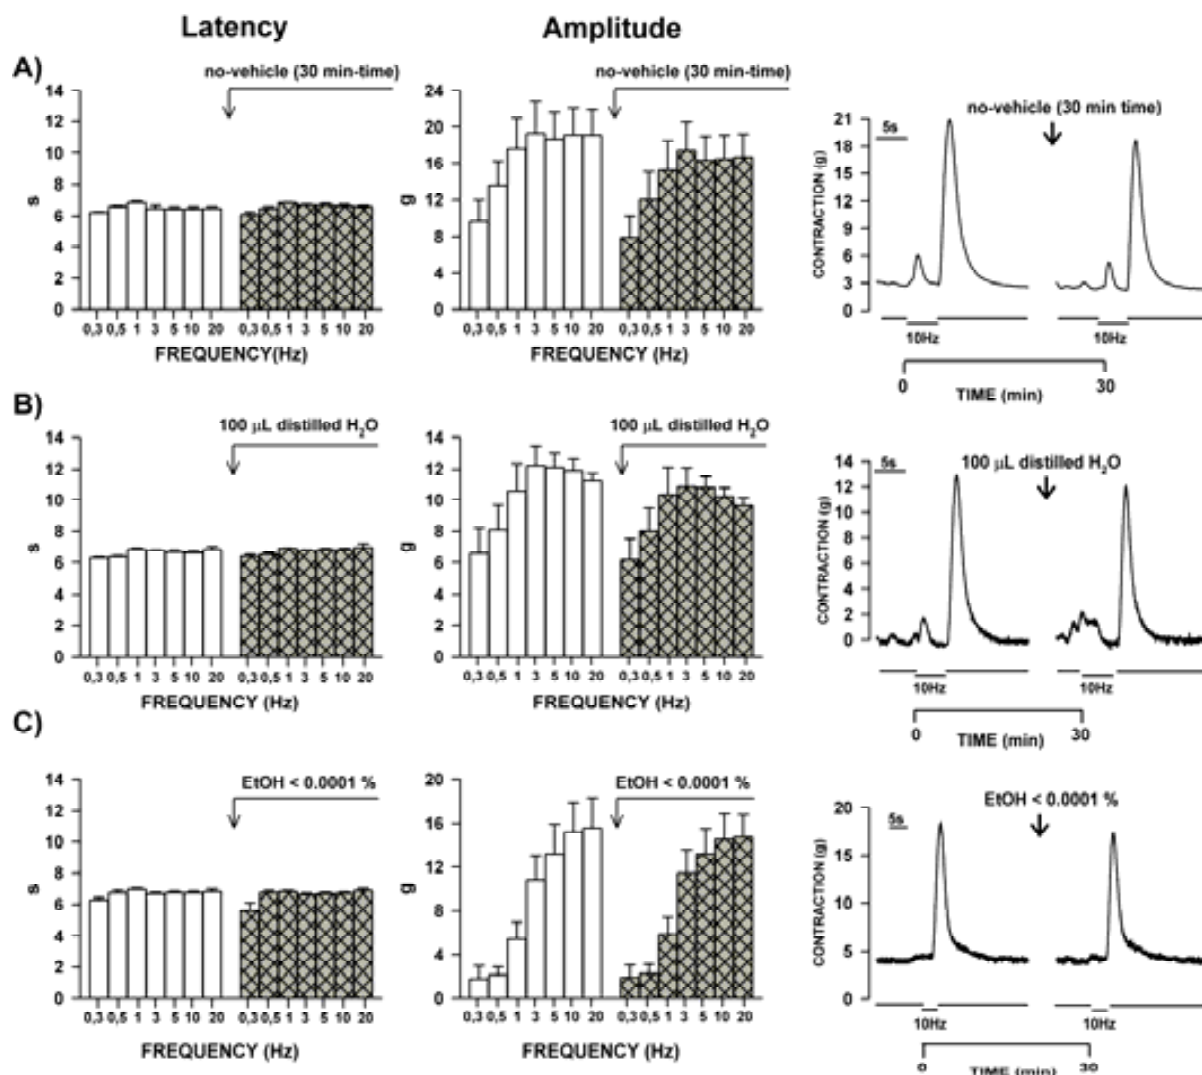 Latency
Amplitude
A)
no-vehicle (30 min-time)
14
12
10
8
6
4
2
0
s
0,3 0,5 1 3 5 10 20 0,3 0,5 1 3 5 10 20
FREQUENCY(Hz)
no-vehicle (30 min-time)
24
20
16
12
8
4
0
g
0,3 0,5 1 3 5 10 20 0,3 0,5 1 3 5 10 20
FREQUENCY (Hz)
no-vehicle (30 min time)
5s
21
18
15
12
9
6
3
0
CONTRACTION (g)
10Hz 10Hz
0 30
TIME (min)
B)
100 µL distilled H₂O
14
12
10
8
6
4
2
0
s
0,3 0,5 1 3 5 10 20 0,3 0,5 1 3 5 10 20
FREQUENCY (Hz)
100 µL distilled H₂O
14
12
10
8
6
4
2
0
g
0,3 0,5 1 3 5 10 20 0,3 0,5 1 3 5 10 20
FREQUENCY (Hz)
100 µL distilled H₂O
5s
14
12
10
8
6
4
2
0
CONTRACTION (g)
10Hz 10Hz
0 30
TIME (min)
C)
EtOH < 0.0001 %
14
12
10
8
6
4
2
0
s
0,3 0,5 1 3 5 10 20 0,3 0,5 1 3 5 10 20
FREQUENCY (Hz)
EtOH < 0.0001 %
20
16
12
8
4
0
g
0,3 0,5 1 3 5 10 20 0,3 0,5 1 3 5 10 20
FREQUENCY (Hz)
EtOH < 0.0001 %
5s
20
15
10
5
0
CONTRACTION (g)
10Hz 10Hz
0 30
TIME (min)